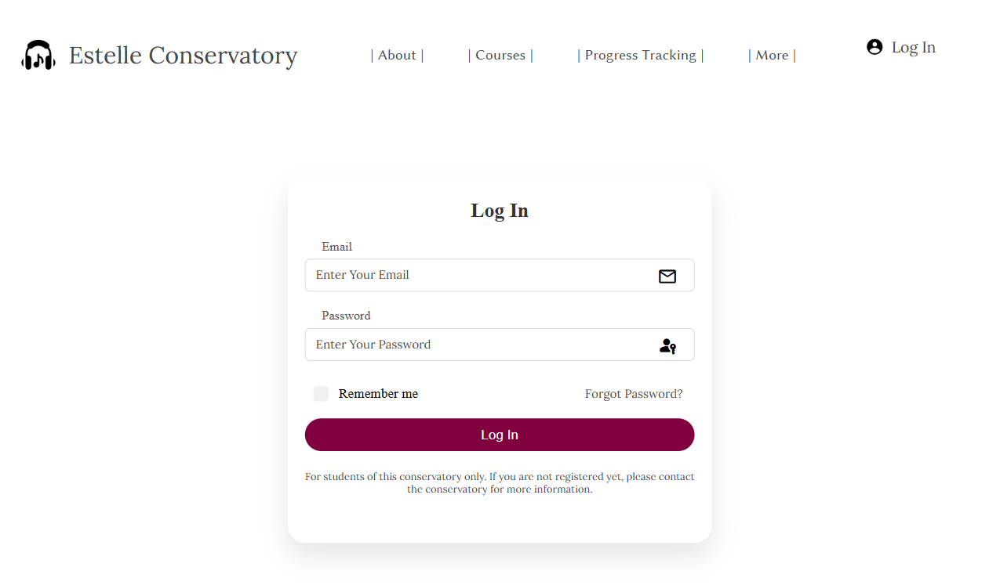 Estelle Conservatory
| About |
| Courses |
| Progress Tracking |
| More |
Log In
Log In
Email
Enter Your Email
Password
Enter Your Password
Remember me
Forgot Password?
Log In
For students of this conservatory only. If you are not registered yet, please contact
the conservatory for more information.